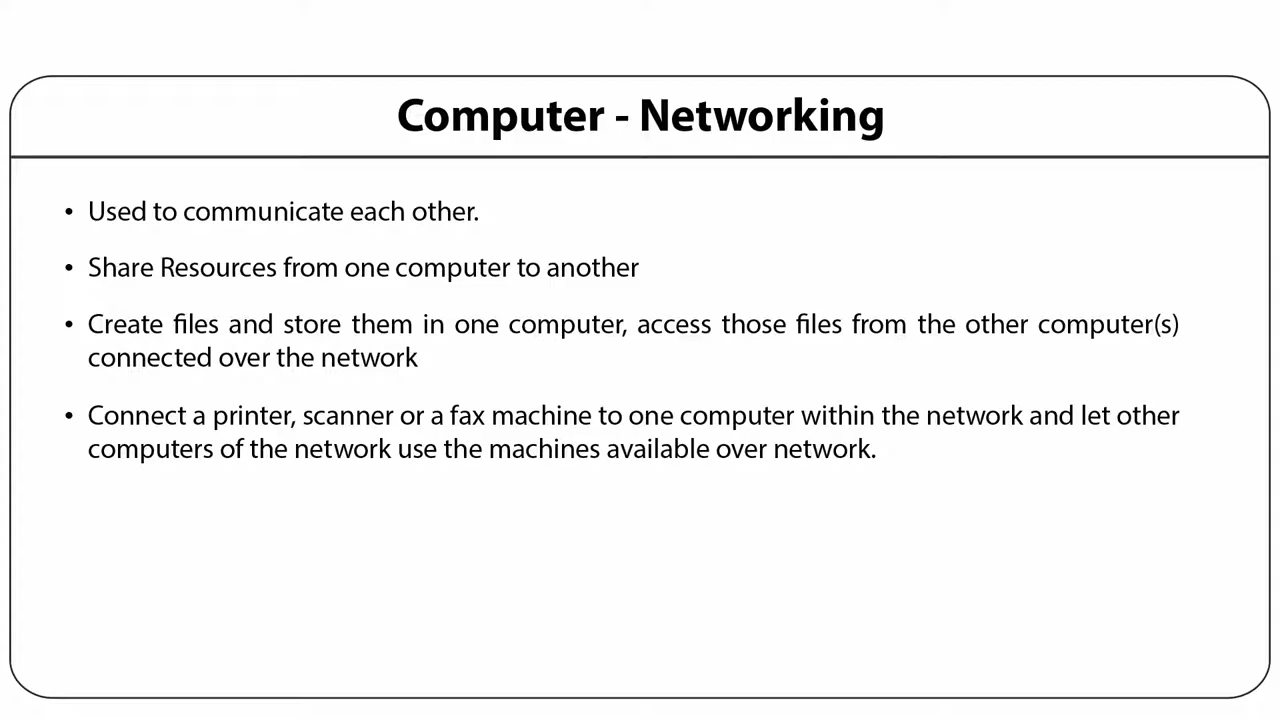 Computer - Networking
• Used to communicate each other.
• Share Resources from one computer to another
• Create files and store them in one computer, access those files from the other computer(s)
connected over the network
• Connect a printer, scanner or a fax machine to one computer within the network and let other
computers of the network use the machines available over network.